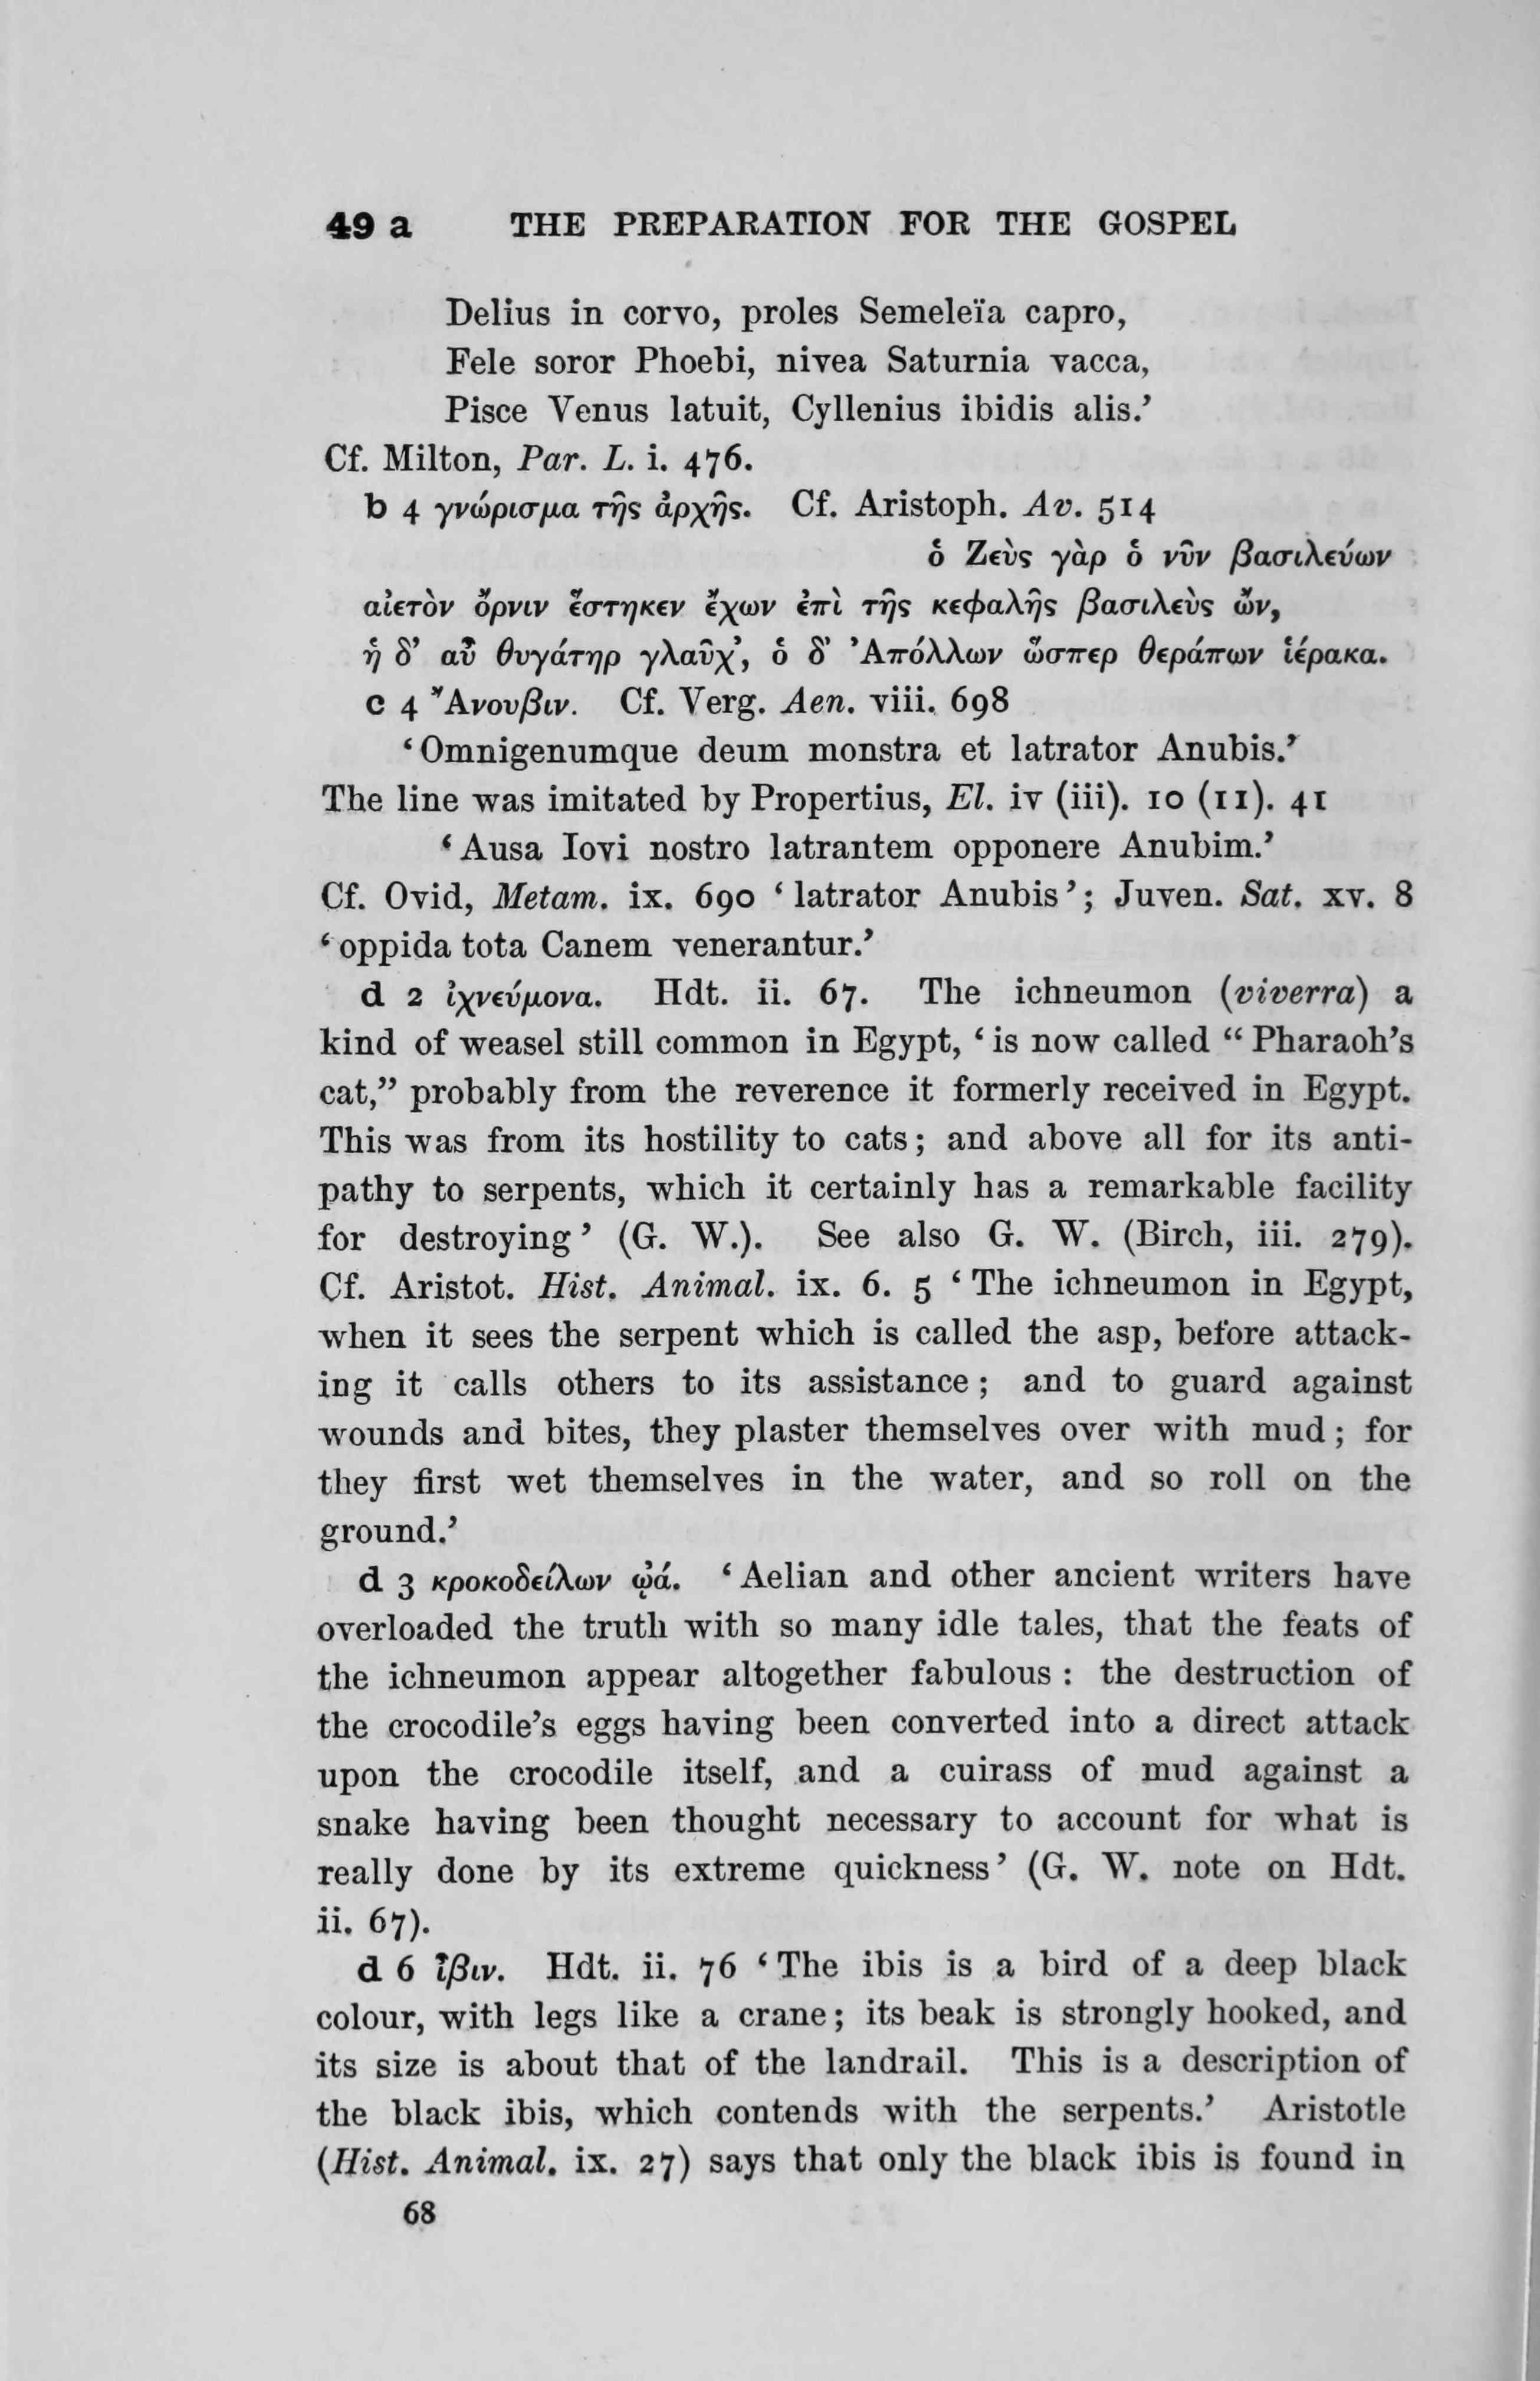 49 a THE PREPARATION FOR THE GOSPEL
Delius in corvo, proles Semeleïa capro,
Fele soror Phoebi, nivea Saturnia vacca,
Pisce Venus latuit, Cyllenius ibidis alis.’
Cf. Milton, Par. L. i. 476.
b 4 γνώρισμα τῆς ἀρχῆς. Cf. Aristoph. Av. 514
ὁ Ζεὺς γὰρ ὁ νῦν βασιλεύων
αἰετὸν ὄρνιν ἕστηκεν ἔχων ἐπὶ τῆς κεφαλῆς βασιλεὺς ὤν,
ἡ δ’ αὖ θυγάτηρ γλαῦχ’, ὁ δ’ Ἀπόλλων ὥσπερ θεράπων ἱέρακα.
c 4 Ἄνουβιν. Cf. Verg. Aen. viii. 698
‘Omnigenumque deum monstra et latrator Anubis.’
The line was imitated by Propertius, El. iv (iii). 10 (11). 41
‘Ausa Iovi nostro latrantem opponere Anubim.’
Cf. Ovid, Metam. ix. 690 ‘latrator Anubis’; Juven. Sat. xv. 8
‘oppida tota Canem venerantur.’
d 2 ἰχνεύμονα. Hdt. ii. 67. The ichneumon (viverra) a
kind of weasel still common in Egypt, ‘is now called “Pharaoh’s
cat,” probably from the reverence it formerly received in Egypt.
This was from its hostility to cats; and above all for its anti-
pathy to serpents, which it certainly has a remarkable facility
for destroying’ (G. W.). See also G. W. (Birch, iii. 279).
Cf. Aristot. Hist. Animal. ix. 6. 5 ‘The ichneumon in Egypt,
when it sees the serpent which is called the asp, before attack-
ing it calls others to its assistance; and to guard against
wounds and bites, they plaster themselves over with mud; for
they first wet themselves in the water, and so roll on the
ground.’
d 3 κροκοδείλων ᾠά. ‘Aelian and other ancient writers have
overloaded the truth with so many idle tales, that the feats of
the ichneumon appear altogether fabulous: the destruction of
the crocodile’s eggs having been converted into a direct attack
upon the crocodile itself, and a cuirass of mud against a
snake having been thought necessary to account for what is
really done by its extreme quickness’ (G. W. note on Hdt.
ii. 67).
d 6 ἶβιν. Hdt. ii. 76 ‘The ibis is a bird of a deep black
colour, with legs like a crane; its beak is strongly hooked, and
its size is about that of the landrail. This is a description of
the black ibis, which contends with the serpents.’ Aristotle
(Hist. Animal. ix. 27) says that only the black ibis is found in
68